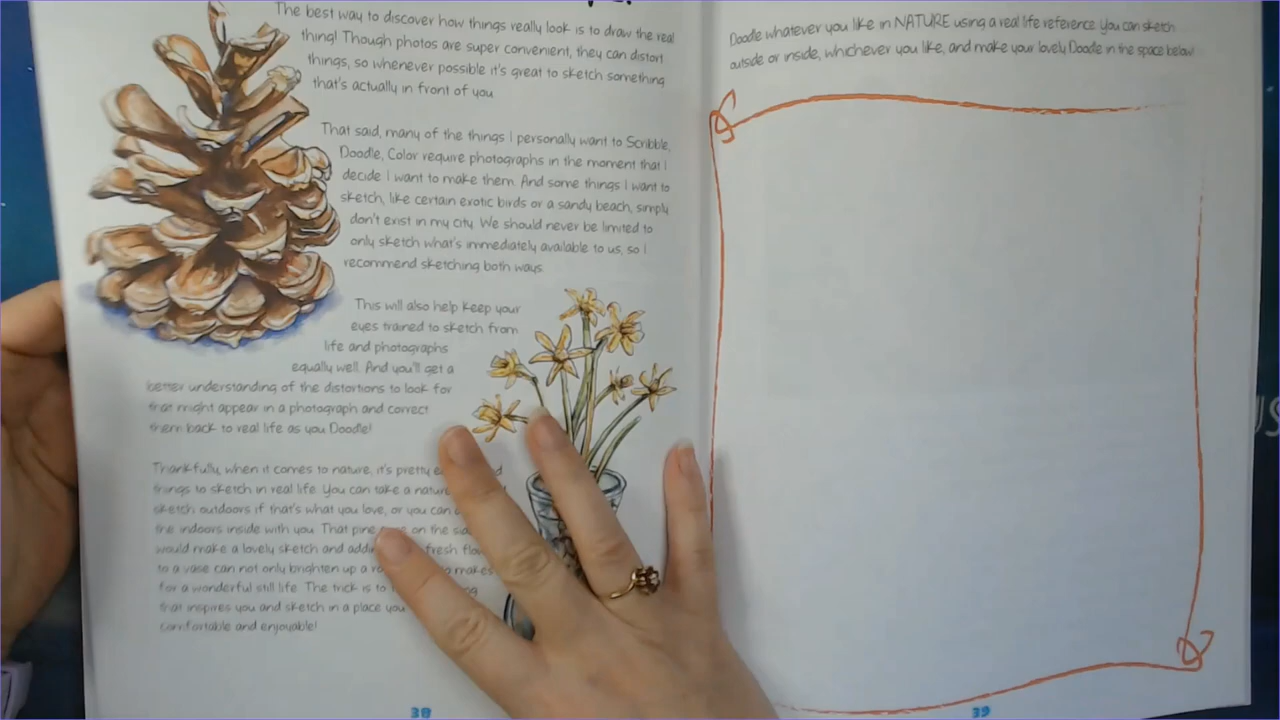 The best way to discover how things really look is to draw the real
thing! Though photos are super convenient, they can distort
things, so whenever possible it's great to sketch something
that's actually in front of you
That said, many of the things I personally want to Scribble,
Doodle, Color require photographs in the moment that I
decide I want to make them. And some things I want to
sketch, like certain exotic birds or a sandy beach, simply
don't exist in my city. We should never be limited to
only sketch what's immediately available to us, so I
recommend sketching both ways
This will also help keep your
eyes trained to sketch from
life and photographs
equally well. And you'll get a
better understanding of the distortions to look for
that might appear in a photograph and correct
them back to real life as you Doodle!
Thankfully, when it comes to nature, it's pretty
things to sketch in real life. You can take a nature
sketch outdoors if that's what you love, or you can
the indoors inside with you. That pine on the
would make a lovely sketch and fresh
to a vase can not only brighten up a makes
for a wonderful still life. The trick is to
that inspires you and sketch in a place you
comfortable and enjoyable!
38
Doodle whatever you like in NATURE using a real life reference. You can sketch
outside or inside, whichever you like, and make your lovely Doodle in the space below
39